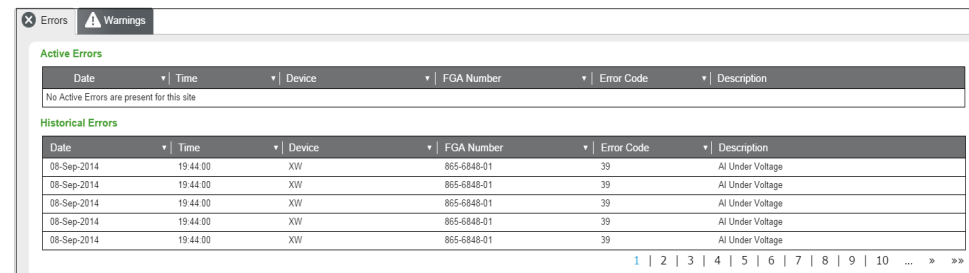 Errors Warnings
Active Errors
Date Time Device FGA Number Error Code Description
No Active Errors are present for this site
Historical Errors
Date Time Device FGA Number Error Code Description
08-Sep-2014 19:44:00 XW 865-6848-01 39 AI Under Voltage
08-Sep-2014 19:44:00 XW 865-6848-01 39 AI Under Voltage
08-Sep-2014 19:44:00 XW 865-6848-01 39 AI Under Voltage
08-Sep-2014 19:44:00 XW 865-6848-01 39 AI Under Voltage
08-Sep-2014 19:44:00 XW 865-6848-01 39 AI Under Voltage
1 | 2 | 3 | 4 | 5 | 6 | 7 | 8 | 9 | 10 ... » »»